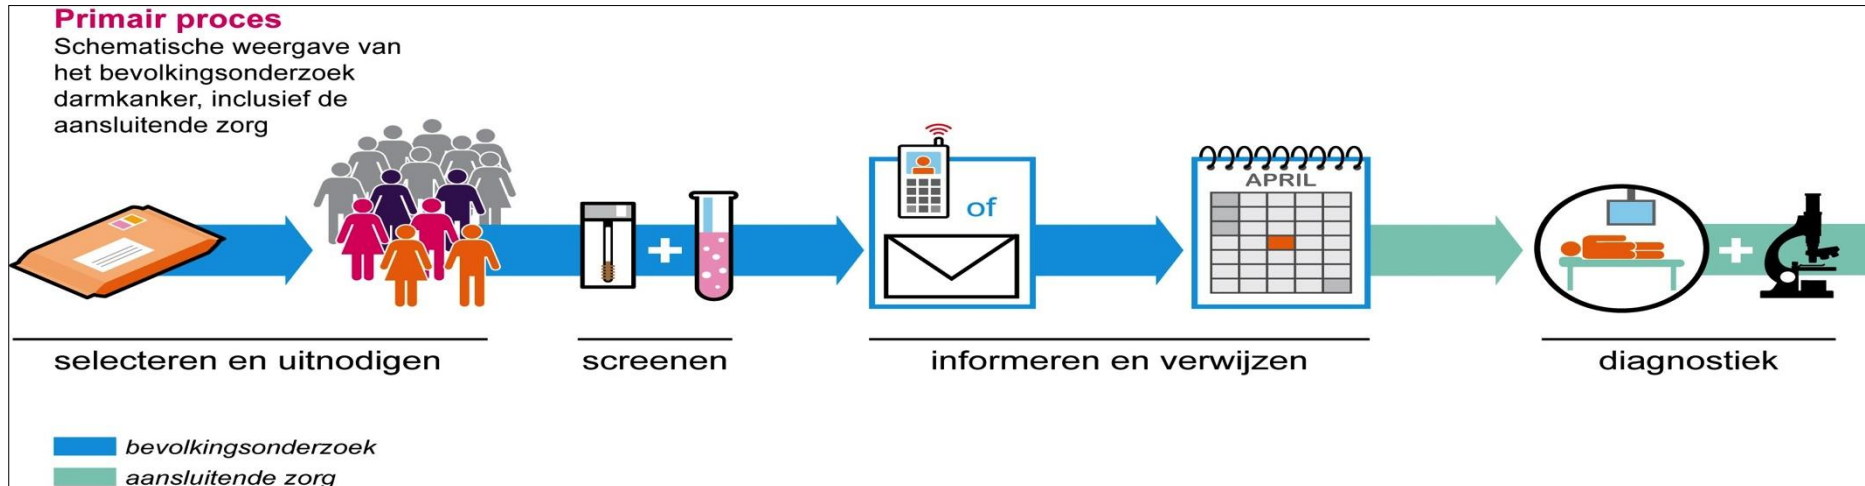 Primair proces
Schematische weergave van
het bevolkingsonderzoek
darmkanker, inclusief de
aansluitende zorg
of
APRIL
selecteren en uitnodigen
screenen
informeren en verwijzen
diagnostiek
bevolkingsonderzoek
aansluitende zorg